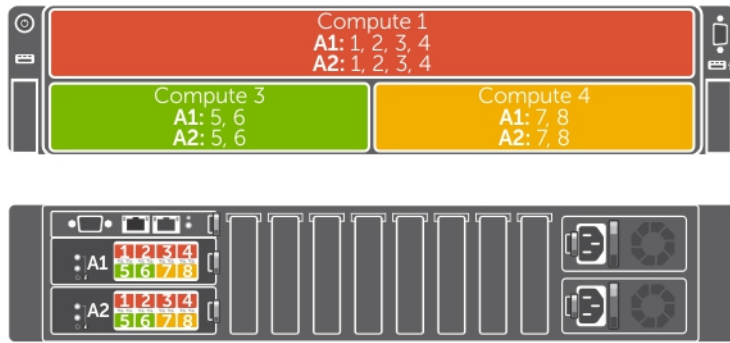 Compute 1
A1: 1, 2, 3, 4
A2: 1, 2, 3, 4
Compute 3
A1: 5, 6
A2: 5, 6
Compute 4
A1: 7, 8
A2: 7, 8
A1
1 2 3 4
5 6 7 8
A2
1 2 3 4
5 6 7 8